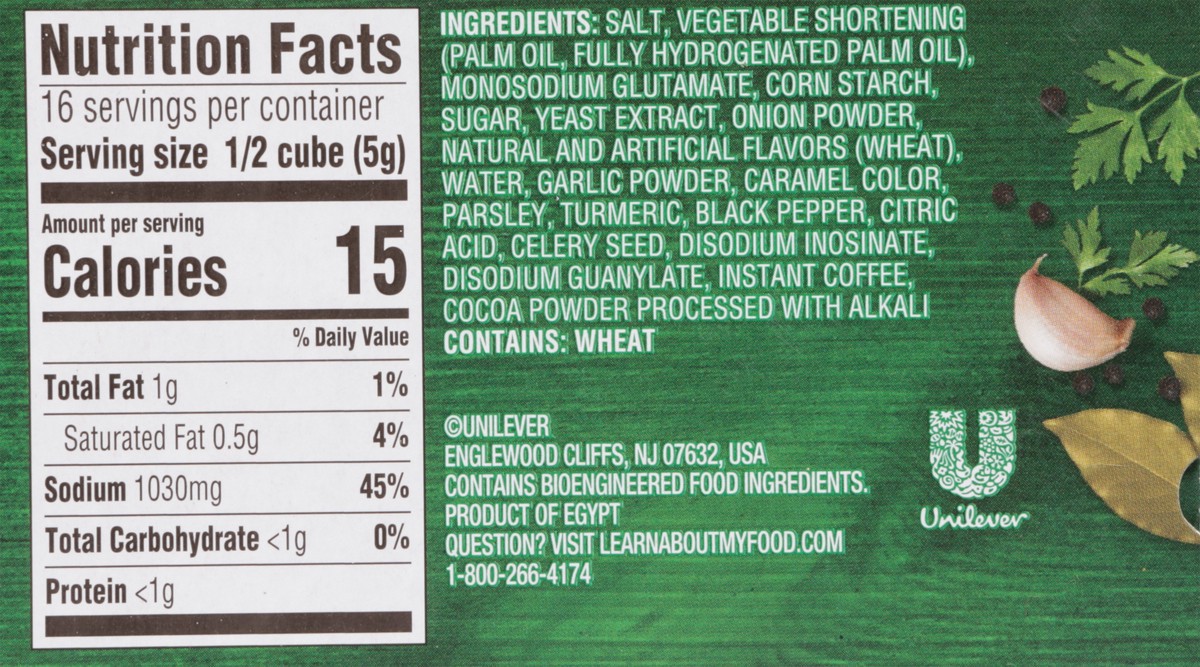 Nutrition Facts
16 servings per container
Serving size 1/2 cube (5g)
Amount per serving
Calories 15
% Daily Value
Total Fat 1g 1%
Saturated Fat 0.5g 4%
Sodium 1030mg 45%
Total Carbohydrate <1g 0%
Protein <1g
INGREDIENTS: SALT, VEGETABLE SHORTENING
(PALM OIL, FULLY HYDROGENATED PALM OIL),
MONOSODIUM GLUTAMATE, CORN STARCH,
SUGAR, YEAST EXTRACT, ONION POWDER,
NATURAL AND ARTIFICIAL FLAVORS (WHEAT),
WATER, GARLIC POWDER, CARAMEL COLOR,
PARSLEY, TURMERIC, BLACK PEPPER, CITRIC
ACID, CELERY SEED, DISODIUM INOSINATE,
DISODIUM GUANYLATE, INSTANT COFFEE,
COCOA POWDER PROCESSED WITH ALKALI
CONTAINS: WHEAT
©UNILEVER
ENGLEWOOD CLIFFS, NJ 07632, USA
CONTAINS BIOENGINEERED FOOD INGREDIENTS.
PRODUCT OF EGYPT
QUESTION? VISIT LEARNABOUTMYFOOD.COM
1-800-266-4174
Unilever